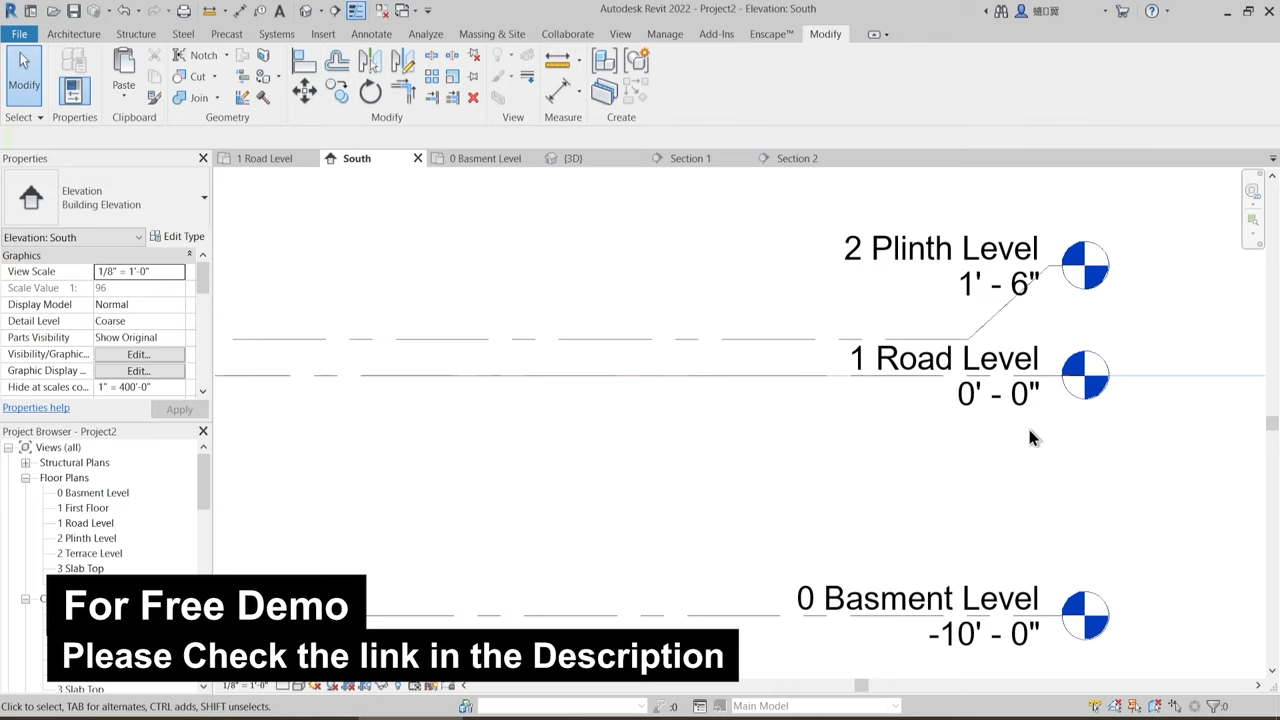 Autodesk Revit 2022 - Project2 - Elevation: South
File Architecture Structure Steel Precast Systems Insert Annotate Analyze Massing & Site Collaborate View Manage Add-Ins Enscape™ Modify
Modify Paste Notch Cut Join
Select Properties Clipboard Geometry Modify View Measure Create
Properties
1 Road Level South 0 Basment Level {3D} Section 1 Section 2
Elevation
Building Elevation
Elevation: South Edit Type
Graphics
View Scale 1/8" = 1'-0"
Scale Value 1: 96
Display Model Normal
Detail Level Coarse
Parts Visibility Show Original
Visibility/Graphic... Edit...
Graphic Display ... Edit...
Hide at scales co... 1" = 400'-0"
Properties help Apply
Project Browser - Project2
Views (all)
Structural Plans
Floor Plans
0 Basment Level
1 First Floor
1 Road Level
2 Plinth Level
2 Terrace Level
3 Slab Top
3 Slab Top
2 Plinth Level
1' - 6"
1 Road Level
0' - 0"
0 Basment Level
-10' - 0"
For Free Demo
Please Check the link in the Description
1/8" = 1'-0"
Click to select, TAB for alternates, CTRL adds, SHIFT unselects. :0 Main Model :0